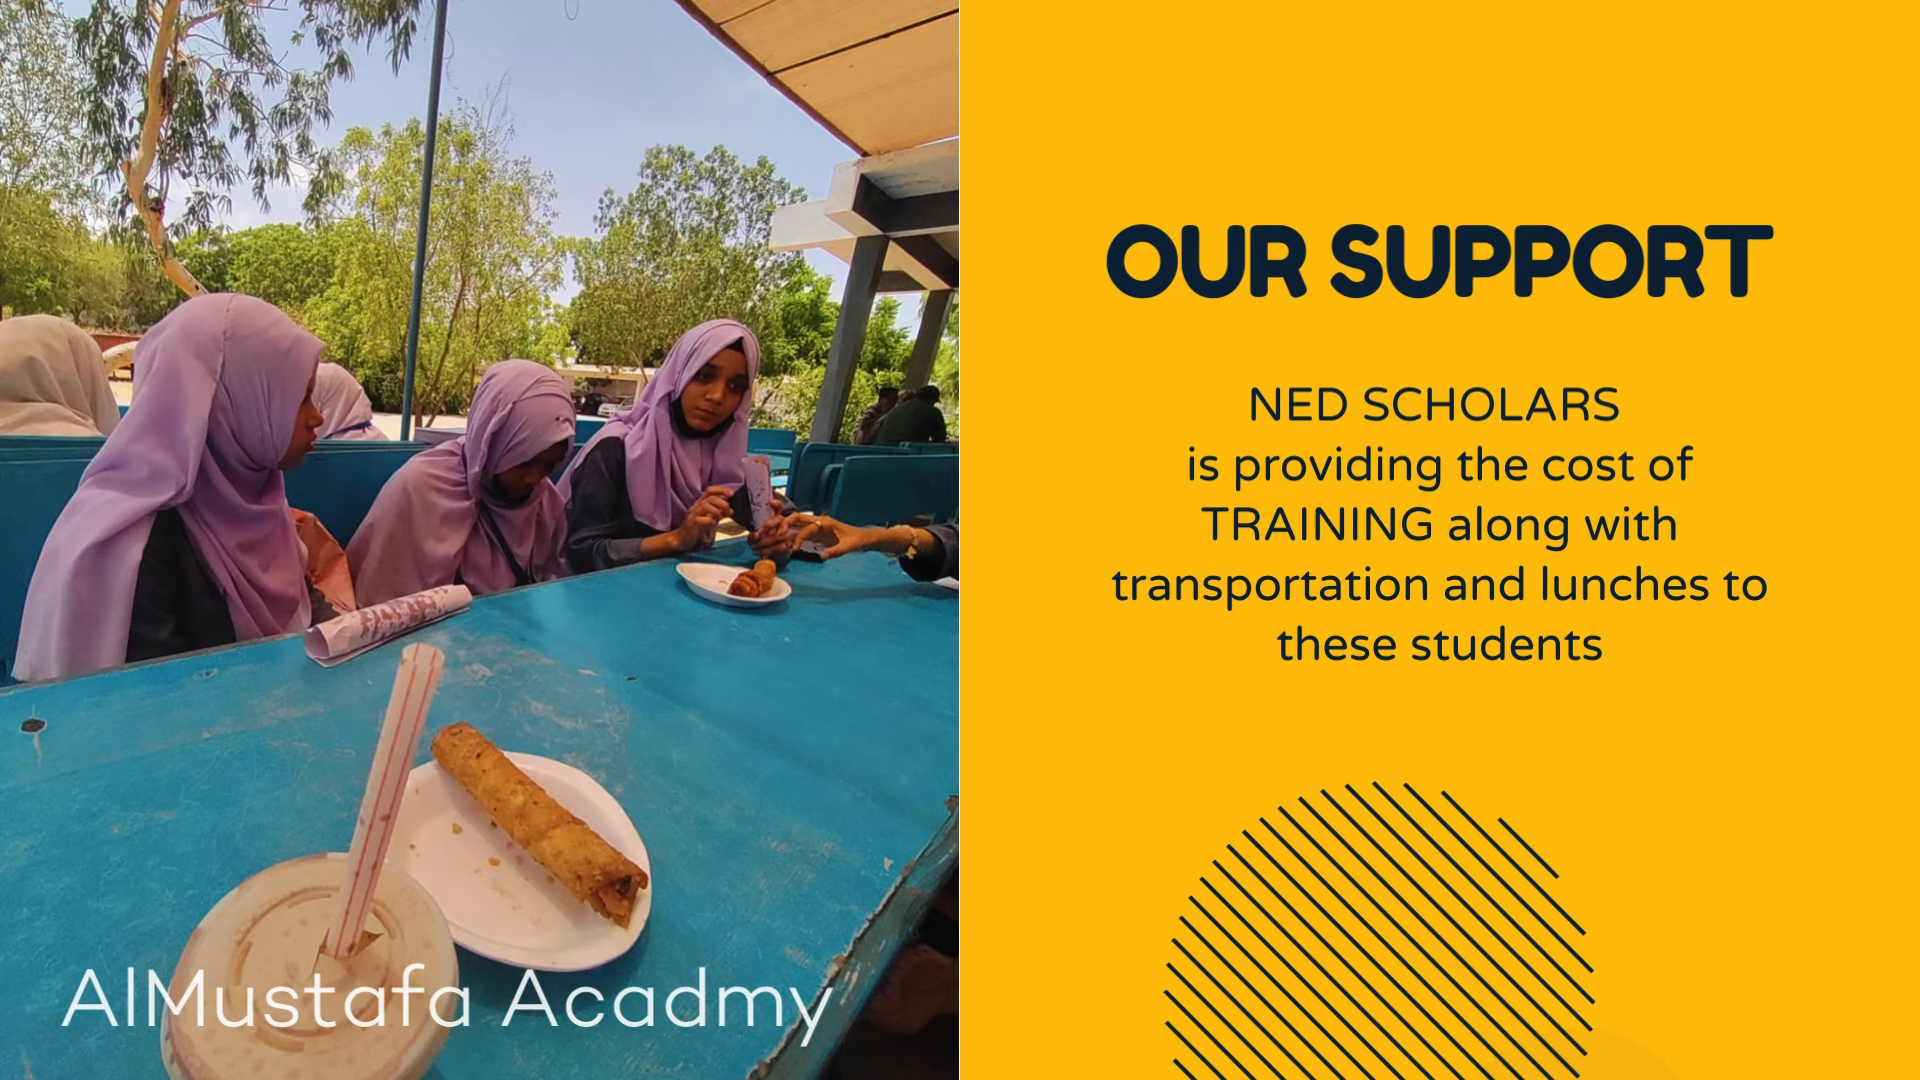 AlMustafa Acadmy
OUR SUPPORT
NED SCHOLARS
is providing the cost of
TRAINING along with
transportation and lunches to
these students